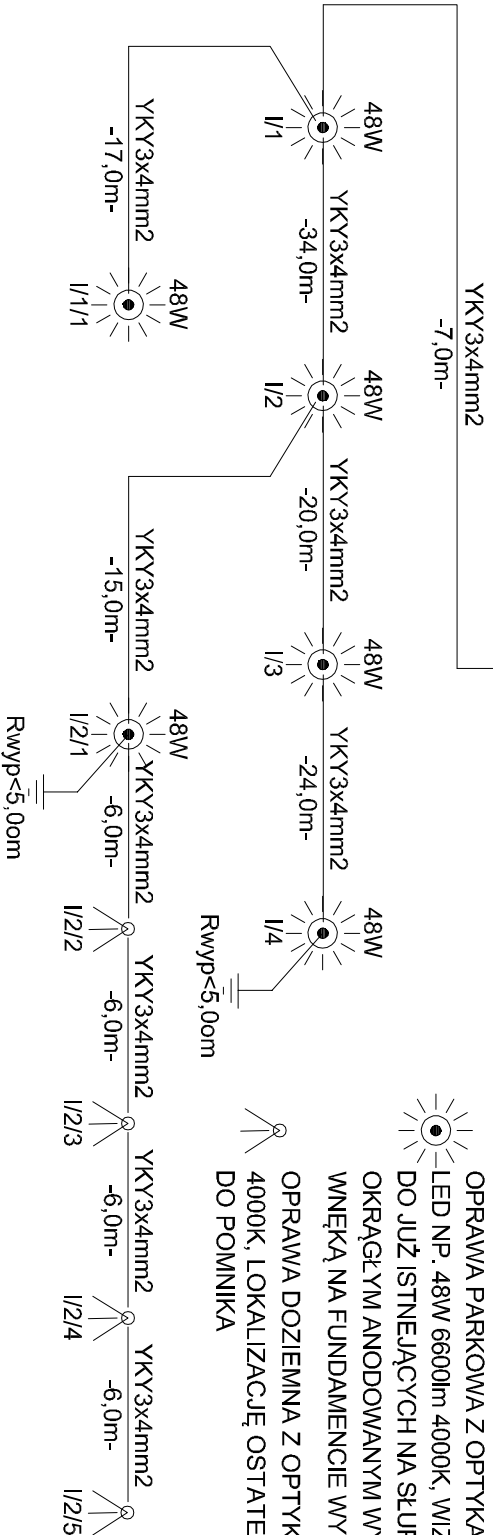 YKY3x4mm2
-7,0m-
48W
I/1
YKY3x4mm2
-34,0m-
48W
I/2
YKY3x4mm2
-20,0m-
48W
I/3
YKY3x4mm2
-24,0m-
48W
I/4
Rwyp<5,0om
YKY3x4mm2
-17,0m-
48W
I/1/1
YKY3x4mm2
-15,0m-
48W
I/2/1
Rwyp<5,0om
YKY3x4mm2
-6,0m-
I/2/2
YKY3x4mm2
-6,0m-
I/2/3
YKY3x4mm2
-6,0m-
I/2/4
YKY3x4mm2
-6,0m-
I/2/5
OPRAWA PARKOWA Z OPTYKĄ
LED NP. 48W 6600lm 4000K, WIZ
DO JUŻ ISTNEJĄCYCH NA SŁUP
OKRĄGŁYM ANODOWANYM W
WNĘKĄ NA FUNDAMENCIE WY
OPRAWA DOZIEMNA Z OPTYK
4000K, LOKALIZACJĘ OSTATE
DO POMNIKA